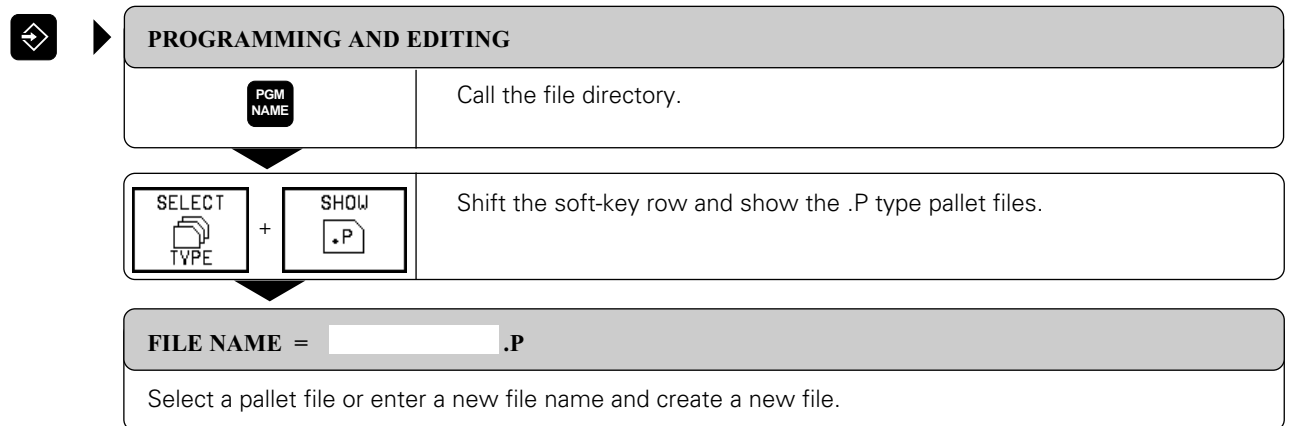 PROGRAMMING AND EDITING
PGM
NAME
Call the file directory.
SELECT
TYPE
+
SHOW
.P
Shift the soft-key row and show the .P type pallet files.
FILE NAME = .P
Select a pallet file or enter a new file name and create a new file.